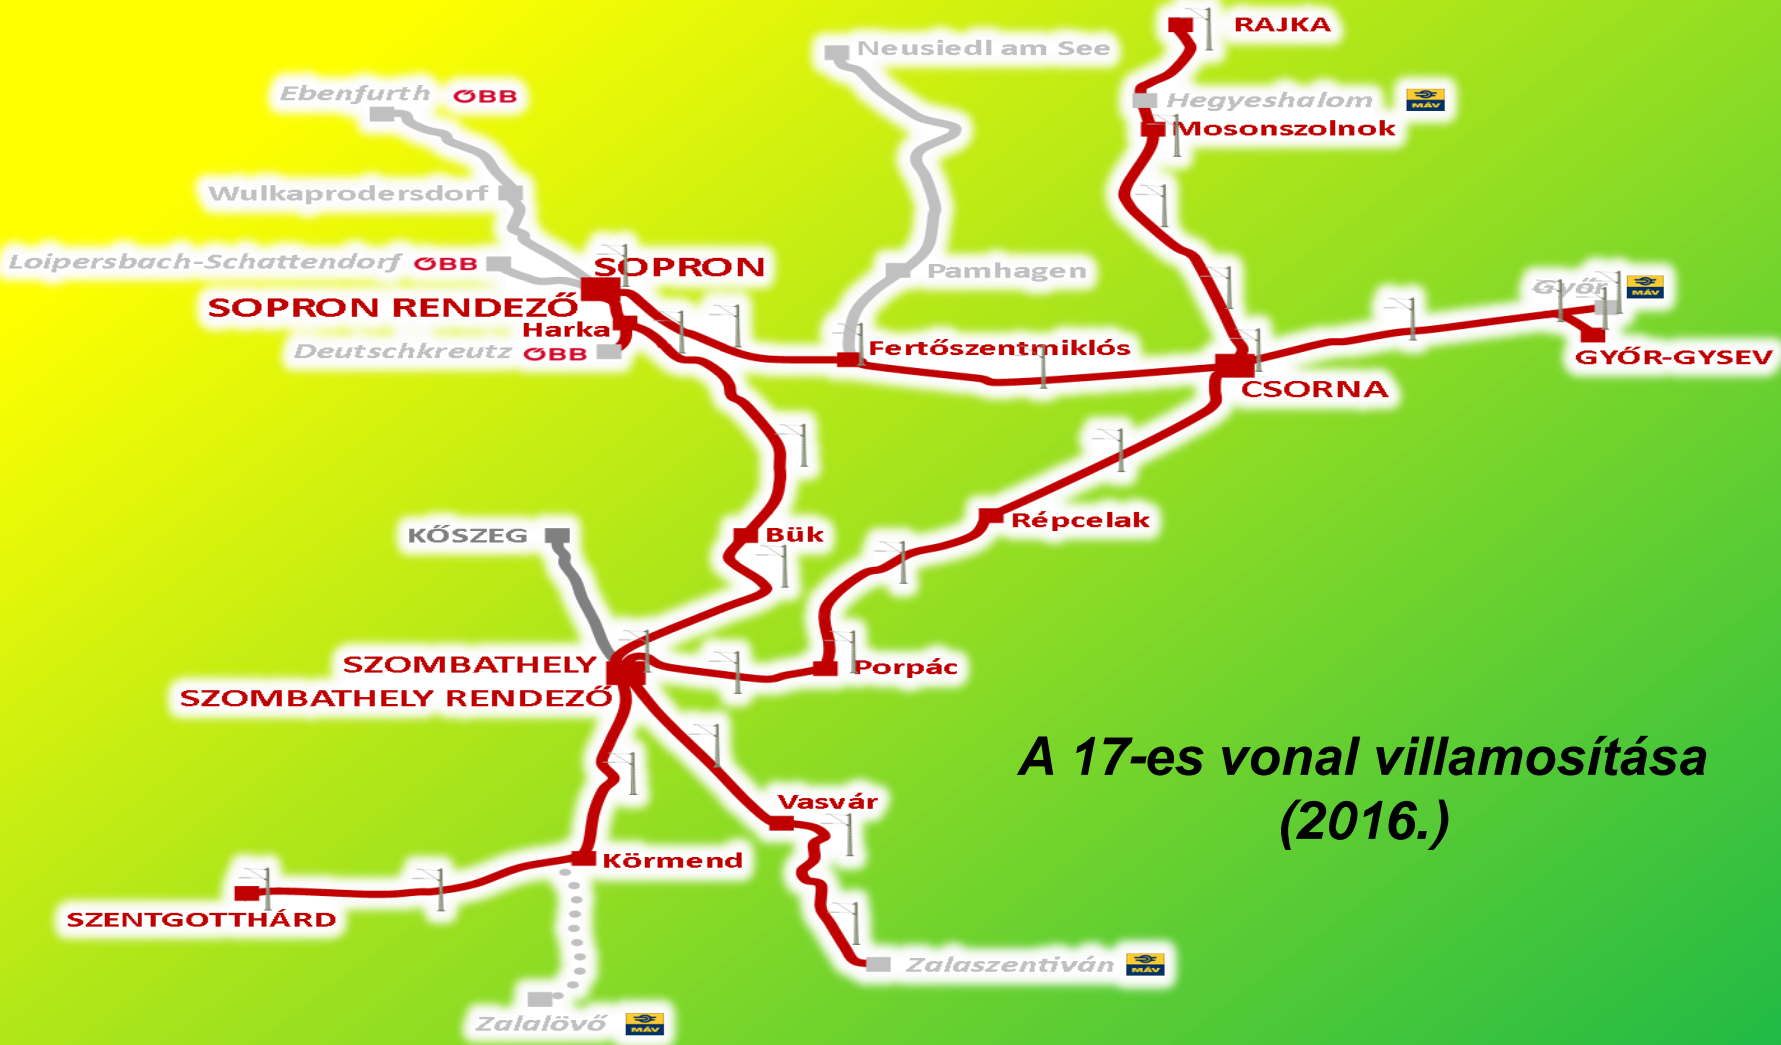 RAJKA
Neusiedl am See
Ebenfurth ÖBB
Hegyeshalom MÁV
Mosonszolnok
Wulkaprodersdorf
Loipersbach-Schattendorf ÖBB
SOPRON
Pamhagen
Győr MÁV
SOPRON RENDEZŐ
Harka
Deutschkreutz ÖBB
Fertőszentmiklós
GYŐR-GYSEV
CSORNA
Répcelak
KŐSZEG
Bük
SZOMBATHELY
Porpác
SZOMBATHELY RENDEZŐ
A 17-es vonal villamosítása
(2016.)
Vasvár
Körmend
SZENTGOTTHÁRD
Zalaszentiván MÁV
Zalalövő MÁV